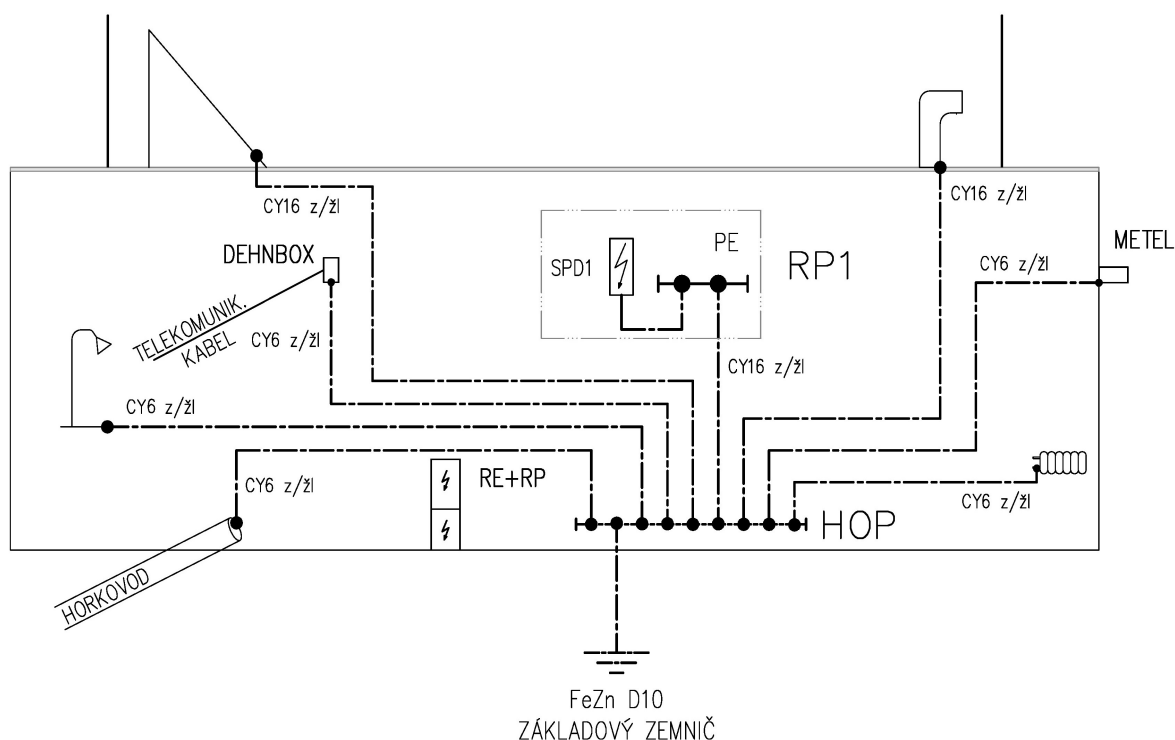 CY16 z/žl
CY16 z/žl
METEL
DEHNBOX
PE
SPD1
RP1
CY6 z/žl
TELEKOMUNIK.
KABEL
CY6 z/žl
CY16 z/žl
CY6 z/žl
CY6 z/žl
RE+RP
CY6 z/žl
HOP
HORKOVOD
FeZn D10
ZÁKLADOVÝ ZEMNIČ